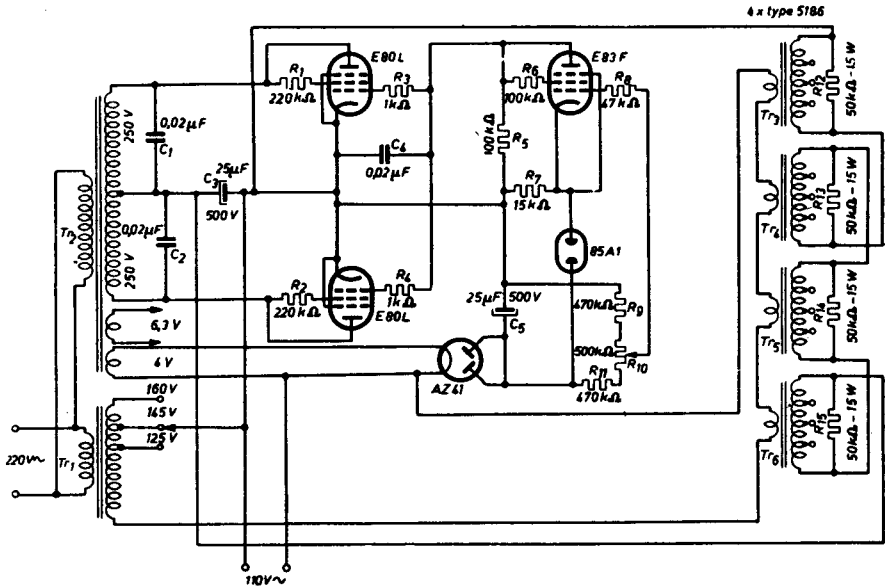 4 x type 5186
E80L
E83F
R1
220kΩ
R3
1kΩ
R6
100kΩ
R8
47kΩ
Tr3
R12
50kΩ-15W
250V
0,02µF
C1
R5
100kΩ
C4
0,02µF
25µF
C3
500V
R7
15kΩ
Tr4
R13
50kΩ-15W
Tr2
0,02µF
C2
250V
85A1
R2
220kΩ
R4
1kΩ
E80L
25µF
500V
C5
470kΩ
R9
500kΩ
R10
R11
470kΩ
Tr5
R14
50kΩ-15W
6,3V
4V
AZ41
160V
145V
125V
220V~
Tr1
Tr6
R15
50kΩ-15W
110V~